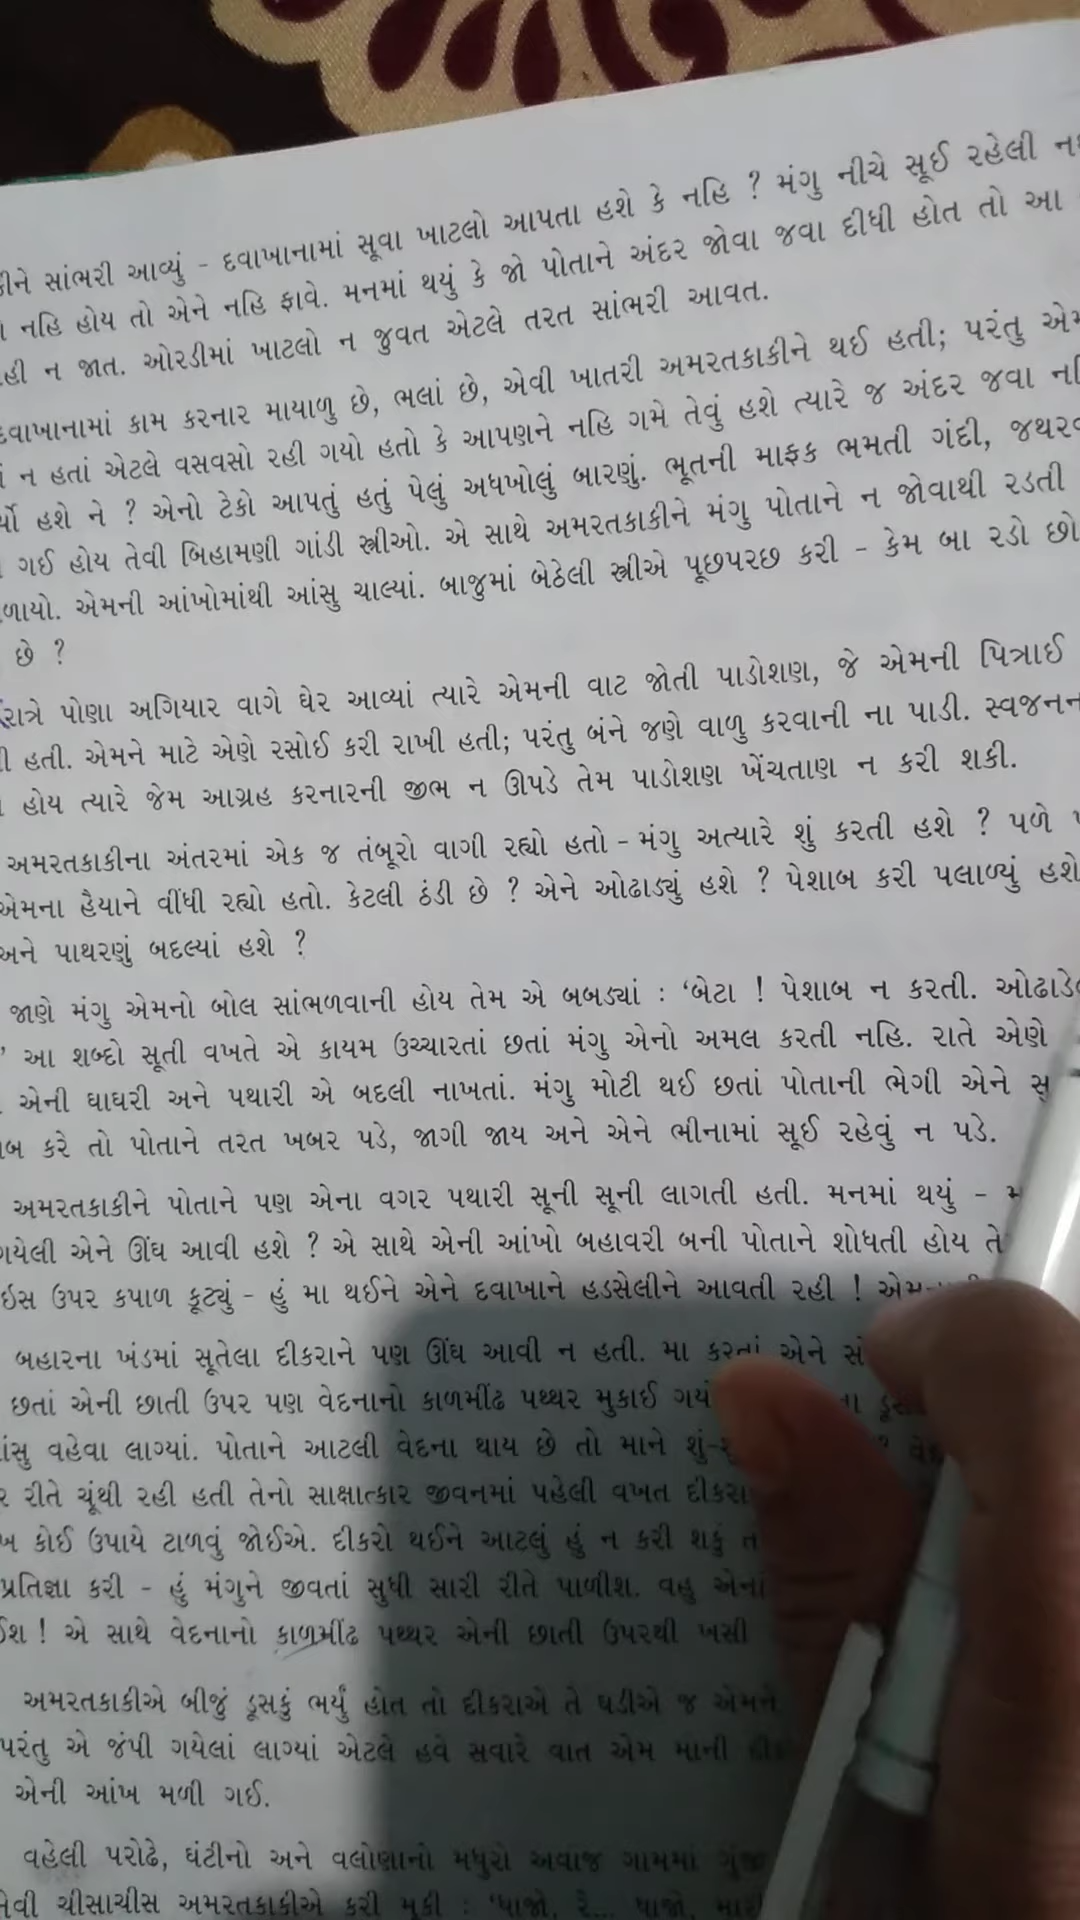 સાંભરી આવ્યું - દવાખાનામાં સૂવા ખાટલો આપતા હશે કે નહિ ? મંગુ નીચે સૂઈ રહેલી
નહિ હોય તો એને નહિ ફાવે. મનમાં થયું કે જો પોતાને અંદર જોવા જવા દીધી હોત તો આ
ન જાત. ઓરડીમાં ખાટલો ન જુવત એટલે તરત સાંભરી આવત.
દવાખાનામાં કામ કરનાર માયાળુ છે, ભલાં છે, એવી ખાતરી અમરતકાકીને થઈ હતી; પરંતુ
ન હતાં એટલે વસવસો રહી ગયો હતો કે આપણને નહિ ગમે તેવું હશે ત્યારે જ અંદર જવા
હશે ને ? એનો ટેકો આપતું હતું પેલું અધખોલું બારણું. ભૂતની માફક ભમતી ગંદી,
ગઈ હોય તેવી બિહામણી ગાંડી સ્ત્રીઓ. એ સાથે અમરતકાકીને મંગુ પોતાને ન જોવાથી રડતી
એમની આંખોમાંથી આંસુ ચાલ્યાં. બાજુમાં બેઠેલી સ્ત્રીએ પૂછપરછ કરી - કેમ બા રડો છો
છે ?
રાત્રે પોણા અગિયાર વાગે ઘેર આવ્યાં ત્યારે એમની વાટ જોતી પાડોશણ, જે એમની પિત્રાઈ
હતી. એમને માટે એણે રસોઈ કરી રાખી હતી; પરંતુ બંને જણે વાળુ કરવાની ના પાડી.
હોય ત્યારે જેમ આગ્રહ કરનારની જીભ ન ઊપડે તેમ પાડોશણ ખેંચતાણ ન કરી શકી.
અમરતકાકીના અંતરમાં એક જ તંબૂરો વાગી રહ્યો હતો - મંગુ અત્યારે શું કરતી હશે ? પળે
એમના હૈયાને વીંધી રહ્યો હતો. કેટલી ઠંડી છે ? એને ઓઢાડ્યું હશે ? પેશાબ કરી પલાળ્યું હશે
અને પાથરણું બદલ્યાં હશે ?
જાણે મંગુ એમનો બોલ સાંભળવાની હોય તેમ એ બબડ્યાં : ‘બેટા ! પેશાબ ન કરતી.
’ આ શબ્દો સૂતી વખતે એ કાયમ ઉચ્ચારતાં છતાં મંગુ એનો અમલ કરતી નહિ. રાતે એણે
એની ઘાઘરી અને પથારી એ બદલી નાખતાં. મંગુ મોટી થઈ છતાં પોતાની ભેગી એને
કરે તો પોતાને તરત ખબર પડે, જાગી જાય અને એને ભીનામાં સૂઈ રહેવું ન પડે.
અમરતકાકીને પોતાને પણ એના વગર પથારી સૂની સૂની લાગતી હતી. મનમાં થયું -
ગયેલી એને ઊંઘ આવી હશે ? એ સાથે એની આંખો બહાવરી બની પોતાને શોધતી હોય
ઉપર કપાળ કૂટ્યું - હું મા થઈને એને દવાખાને હડસેલીને આવતી રહી !
બહારના ખંડમાં સૂતેલા દીકરાને પણ ઊંઘ આવી ન હતી. મા કરતાં એને
છતાં એની છાતી ઉપર પણ વેદનાનો કાળમીંઢ પથ્થર મુકાઈ
વહેવા લાગ્યાં. પોતાને આટલી વેદના થાય છે તો માને
રીતે ચૂંથી રહી હતી તેનો સાક્ષાત્કાર જીવનમાં પહેલી વખત
કોઈ ઉપાયે ટાળવું જોઈએ. દીકરો થઈને આટલું હું ન કરી શકું
પ્રતિજ્ઞા કરી - હું મંગુને જીવતાં સુધી સારી રીતે પાળીશ. વહુ એનાં
! એ સાથે વેદનાનો કાળમીંઢ પથ્થર એની છાતી ઉપરથી ખસી
અમરતકાકીએ બીજું ડૂસકું ભર્યું હોત તો દીકરાએ તે ઘડીએ જ એમને
પરંતુ એ જંપી ગયેલાં લાગ્યાં એટલે હવે સવારે વાત એમ માની
એની આંખ મળી ગઈ.
વહેલી પરોઢે, ઘંટીનો અને વલોણાનો મધુરો અવાજ ગામમાં
ચીસાચીસ અમરતકાકીએ કરી મૂકી : ‘ધાજો, રે... ધાજો,